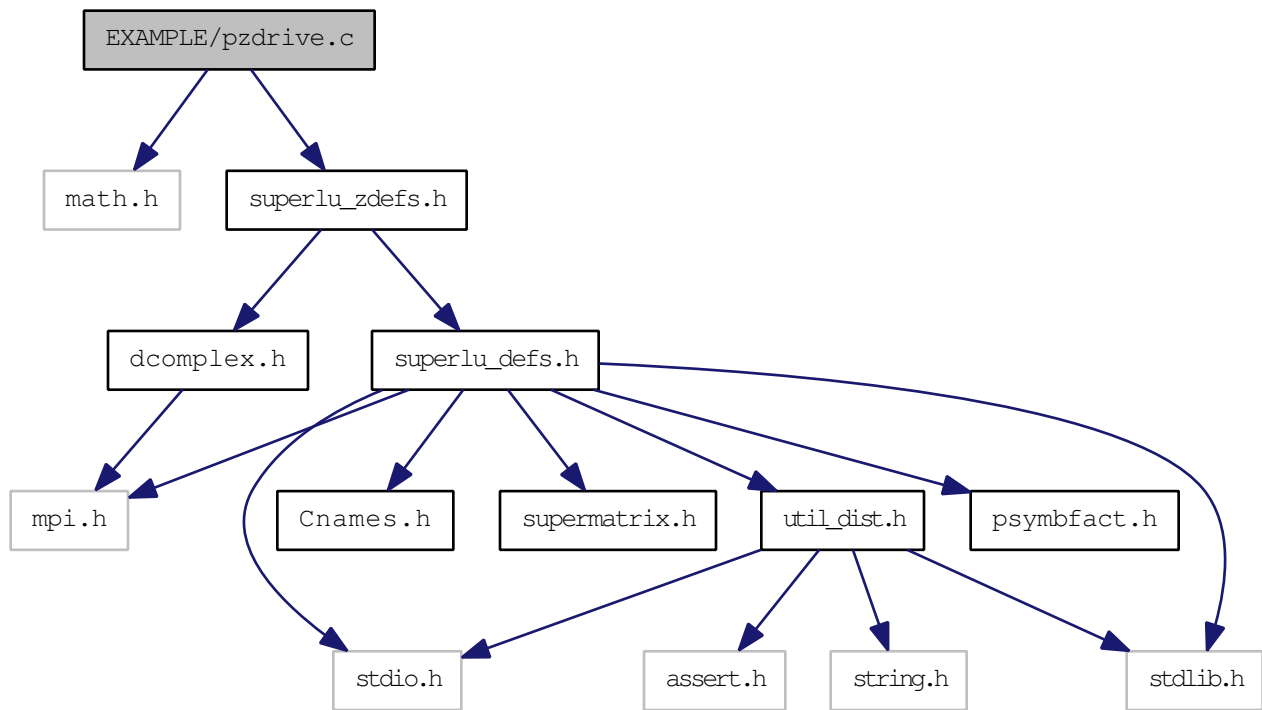 EXAMPLE/pzdrive.c
math.h
superlu_zdefs.h
dcomplex.h
superlu_defs.h
mpi.h
Cnames.h
supermatrix.h
util_dist.h
psymbfact.h
stdio.h
assert.h
string.h
stdlib.h